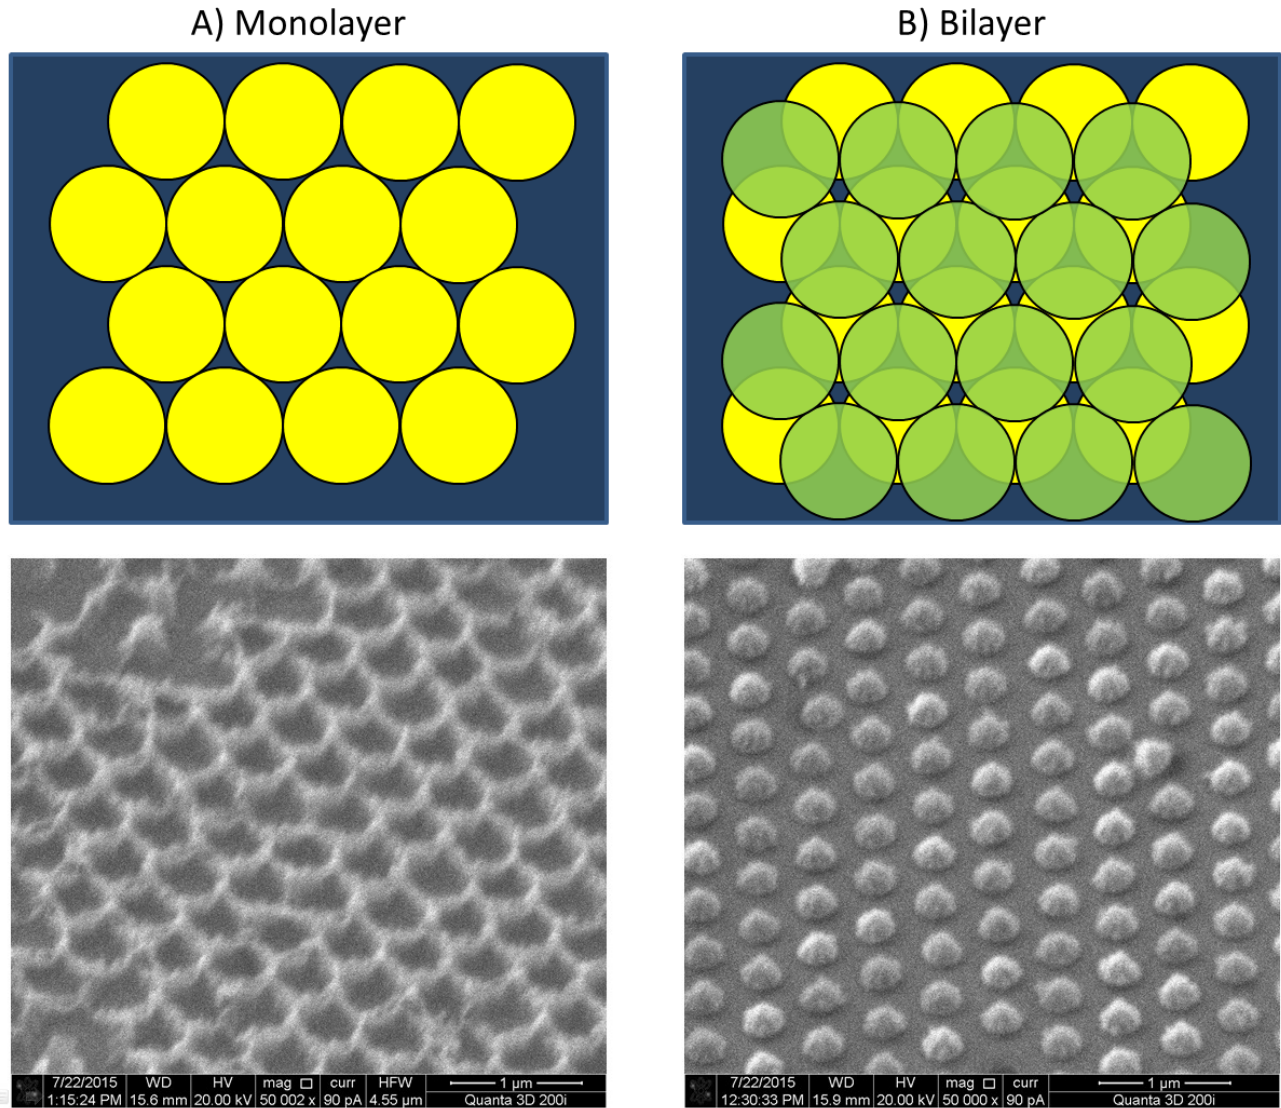 A) Monolayer
B) Bilayer
7/22/2015 WD HV mag curr HFW 1 µm
1:15:24 PM 15.6 mm 20.00 kV 50 002 x 90 pA 4.55 µm Quanta 3D 200i
7/22/2015 WD HV mag curr 1 µm
12:30:33 PM 15.9 mm 20.00 kV 50 000 x 90 pA Quanta 3D 200i